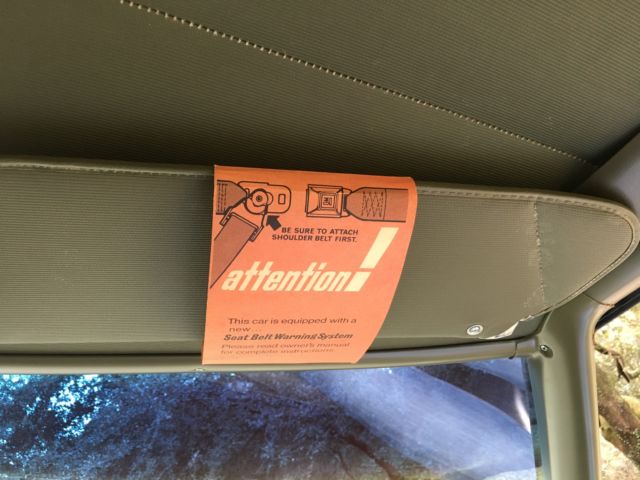 BE SURE TO ATTACH
SHOULDER BELT FIRST.
attention!
This car is equipped with a
new...
Seat Belt Warning System
Please read owner's manual
for complete instructions